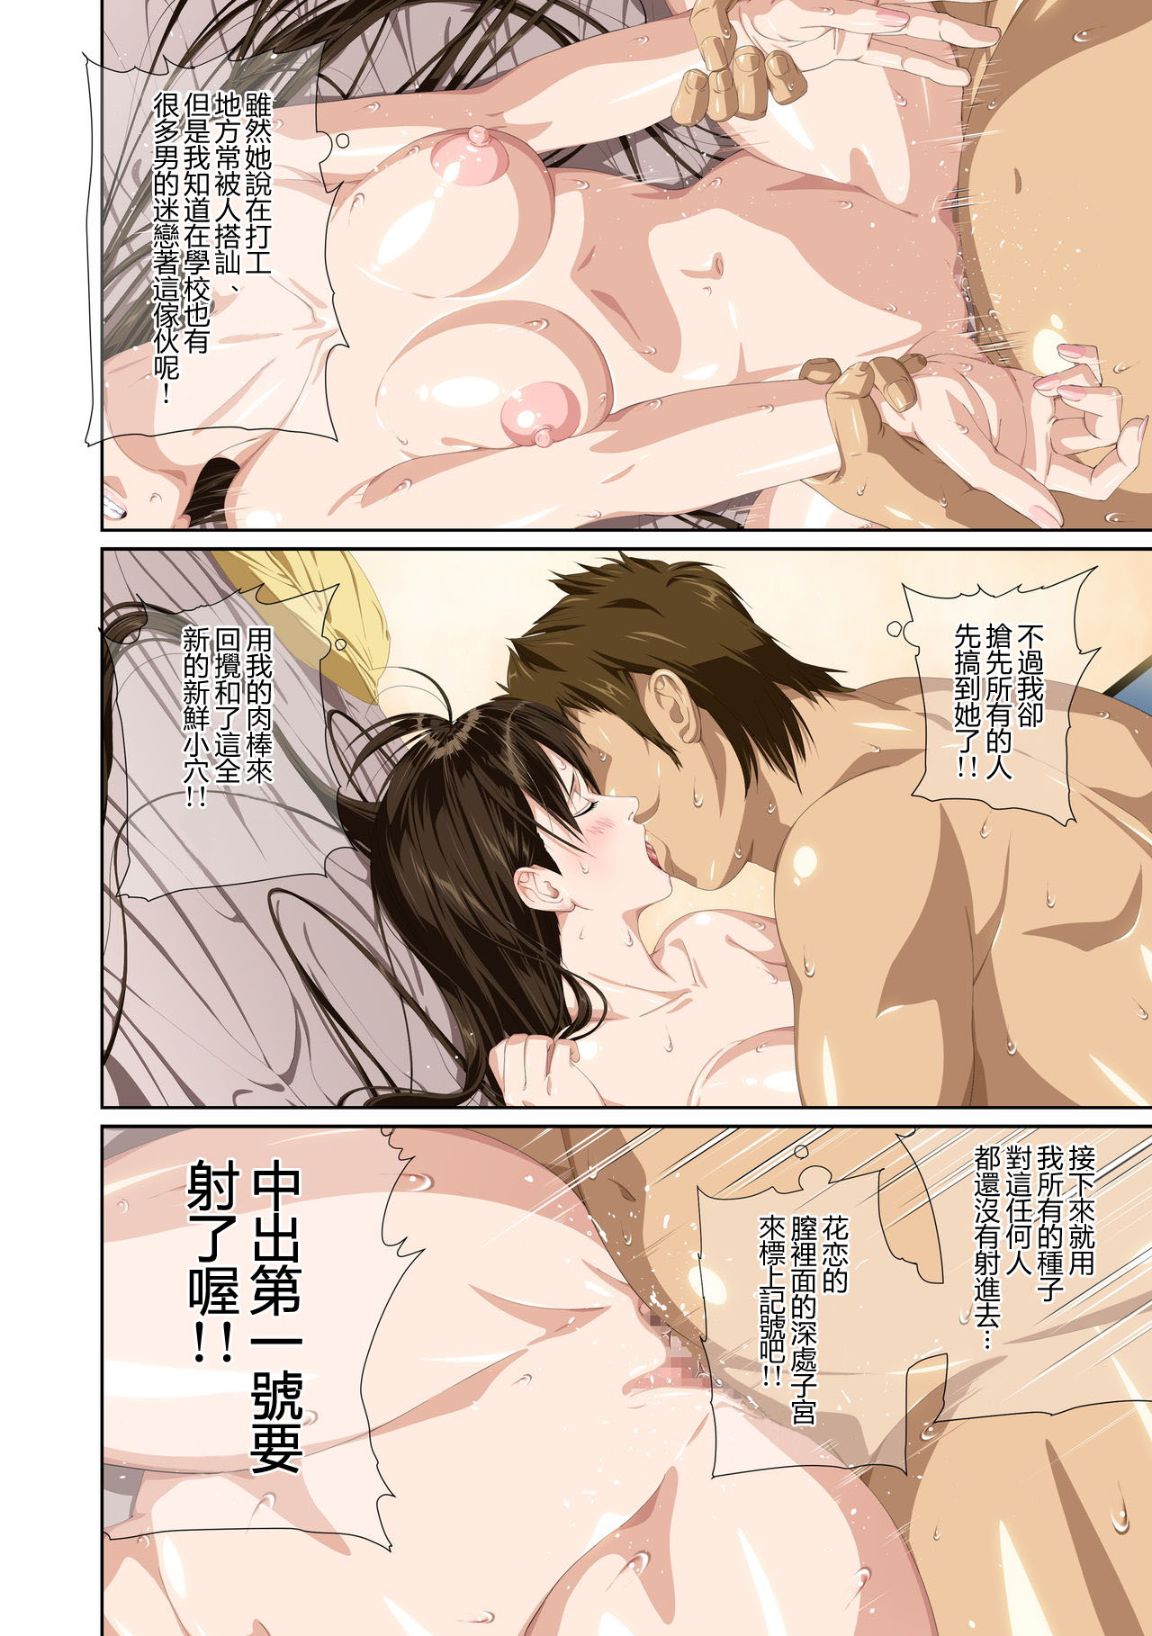 雖然她說在打工
地方常被人搭訕、
但是我知道在學校也有
很多男的迷戀著這傢伙呢！
不過我卻
搶先所有的人
先搞到她了!!
用我的肉棒來
回攪和了這全
新的新鮮小穴!!
接下來就用
我所有的種子
對這任何人
都還沒有射進去…
花恋的
膣裡面的深處子宮
來標上記號吧!!
中出第一號要
射了喔!!